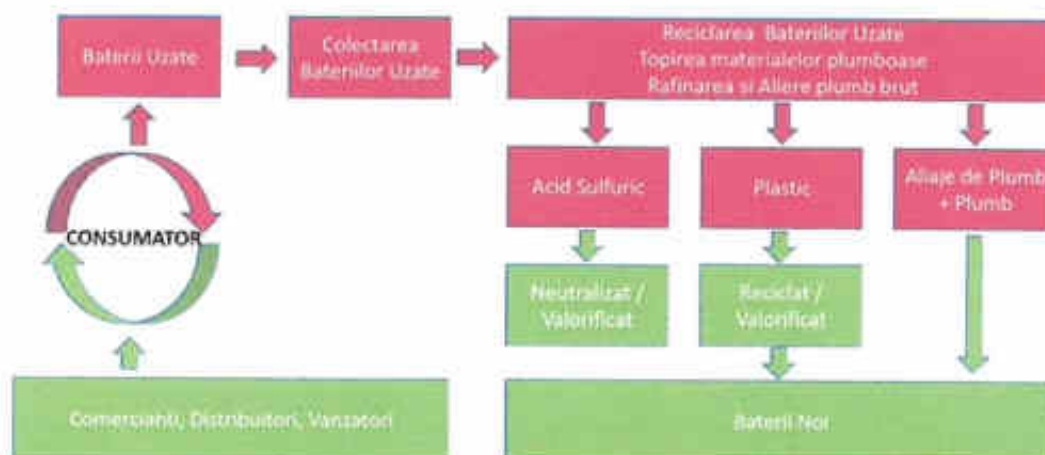 Baterii Uzate
Colectarea
Bateriilor Uzate
Reciclarea Bateriilor Uzate
Topirea materialelor plumboase
Rafinarea si Aliere plumb brut
Acid Sulfuric
Plastic
Aliaje de Plumb
+ Plumb
CONSUMATOR
Neutralizat /
Valorificat
Reciclat /
Valorificat
Comercianti, Distribuitori, Vanzatori
Baterii Noi